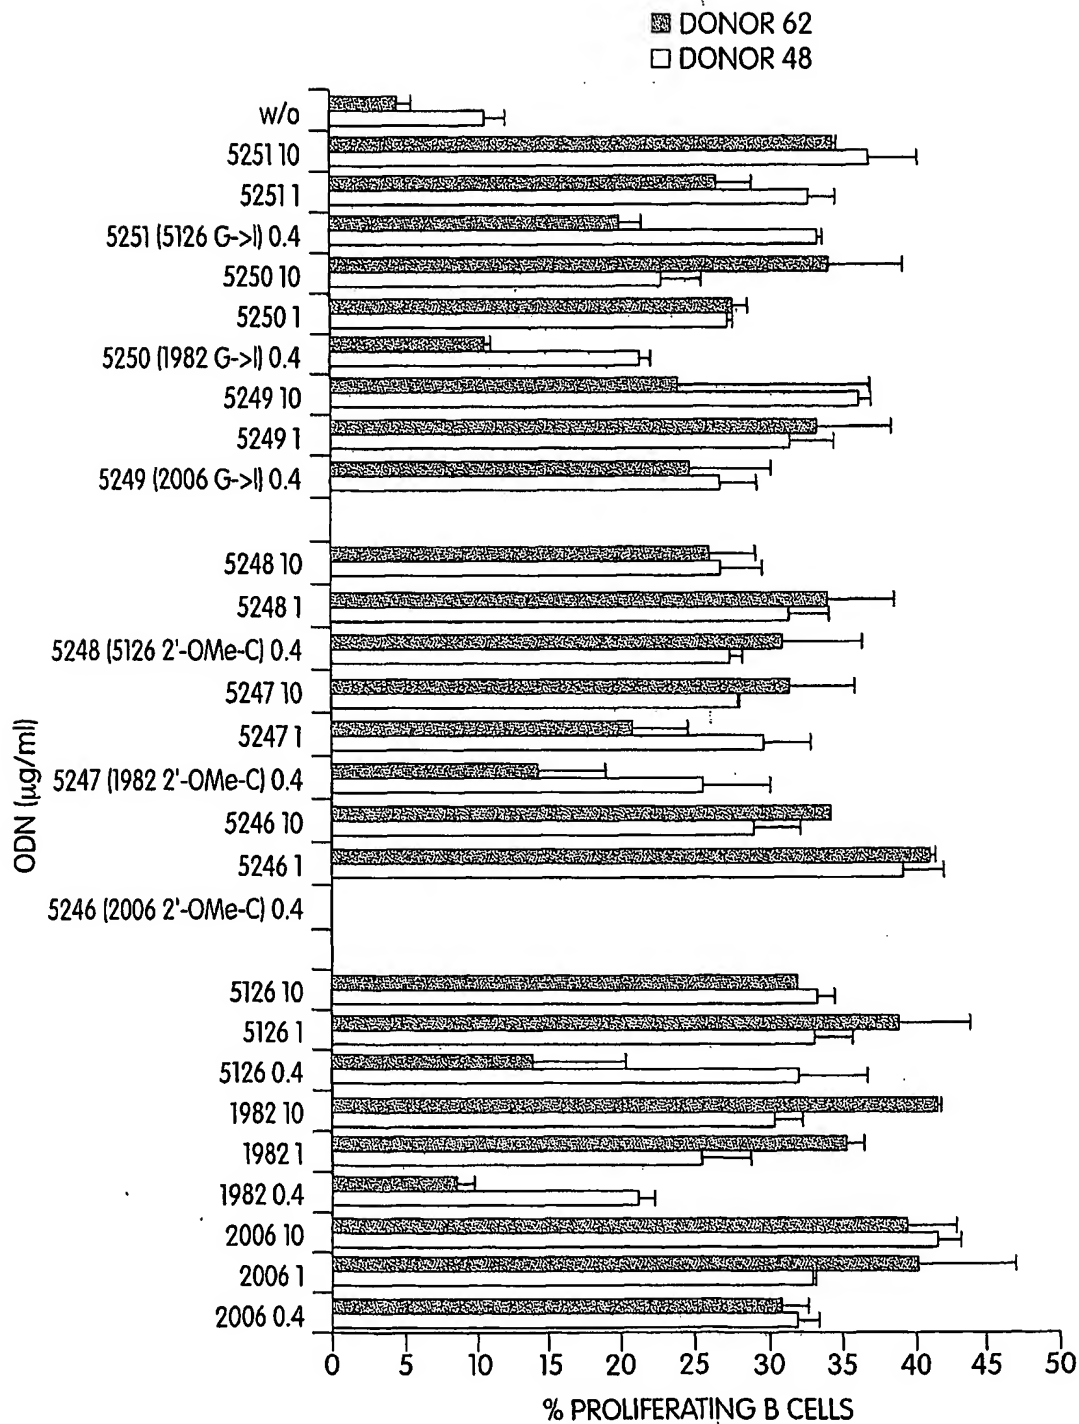 DONOR 62
DONOR 48
w/o
5251 10
5251 1
5251 (5126 G->I) 0.4
5250 10
5250 1
5250 (1982 G->I) 0.4
5249 10
5249 1
5249 (2006 G->I) 0.4
5248 10
5248 1
5248 (5126 2'-OMe-C) 0.4
5247 10
5247 1
5247 (1982 2'-OMe-C) 0.4
5246 10
5246 1
5246 (2006 2'-OMe-C) 0.4
5126 10
5126 1
5126 0.4
1982 10
1982 1
1982 0.4
2006 10
2006 1
2006 0.4
ODN (µg/ml)
0 5 10 15 20 25 30 35 40 45 50
% PROLIFERATING B CELLS